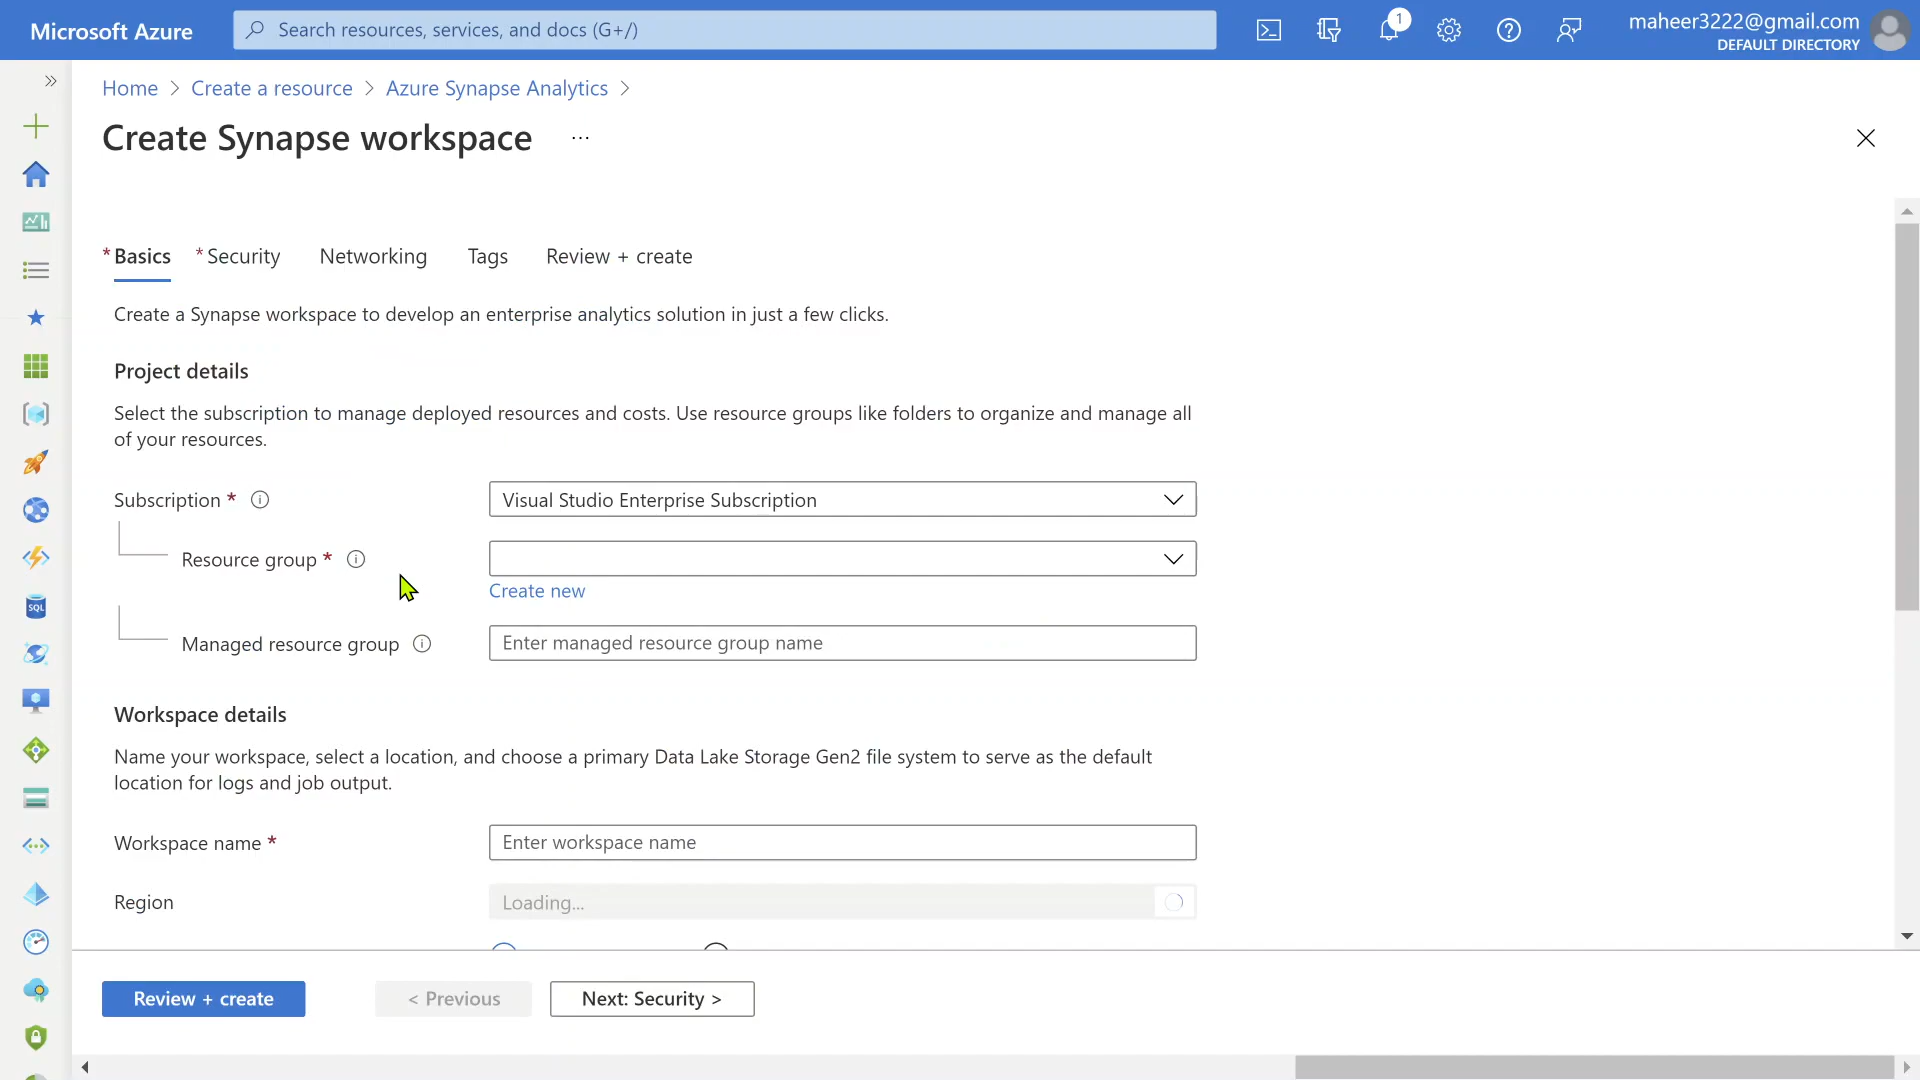 Microsoft Azure
Search resources, services, and docs (G+/)
1
maheer3222@gmail.com
DEFAULT DIRECTORY
Home > Create a resource > Azure Synapse Analytics >
Create Synapse workspace ...
* Basics * Security Networking Tags Review + create
Create a Synapse workspace to develop an enterprise analytics solution in just a few clicks.
Project details
Select the subscription to manage deployed resources and costs. Use resource groups like folders to organize and manage all
of your resources.
Subscription *
Visual Studio Enterprise Subscription
Resource group *
Create new
Managed resource group
Enter managed resource group name
Workspace details
Name your workspace, select a location, and choose a primary Data Lake Storage Gen2 file system to serve as the default
location for logs and job output.
Workspace name *
Enter workspace name
Region
Loading...
Review + create
< Previous
Next: Security >
SQL